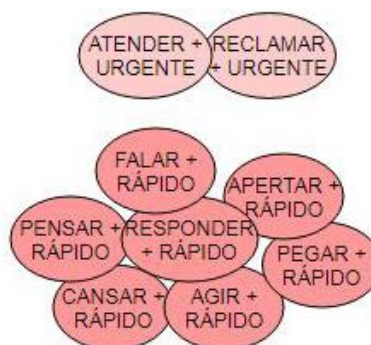 ATENDER +
URGENTE
RECLAMAR
+ URGENTE
FALAR +
RÁPIDO
APERTAR +
RÁPIDO
PENSAR +
RÁPIDO
RESPONDER
+ RÁPIDO
PEGAR +
RÁPIDO
CANSAR +
RÁPIDO
AGIR +
RÁPIDO